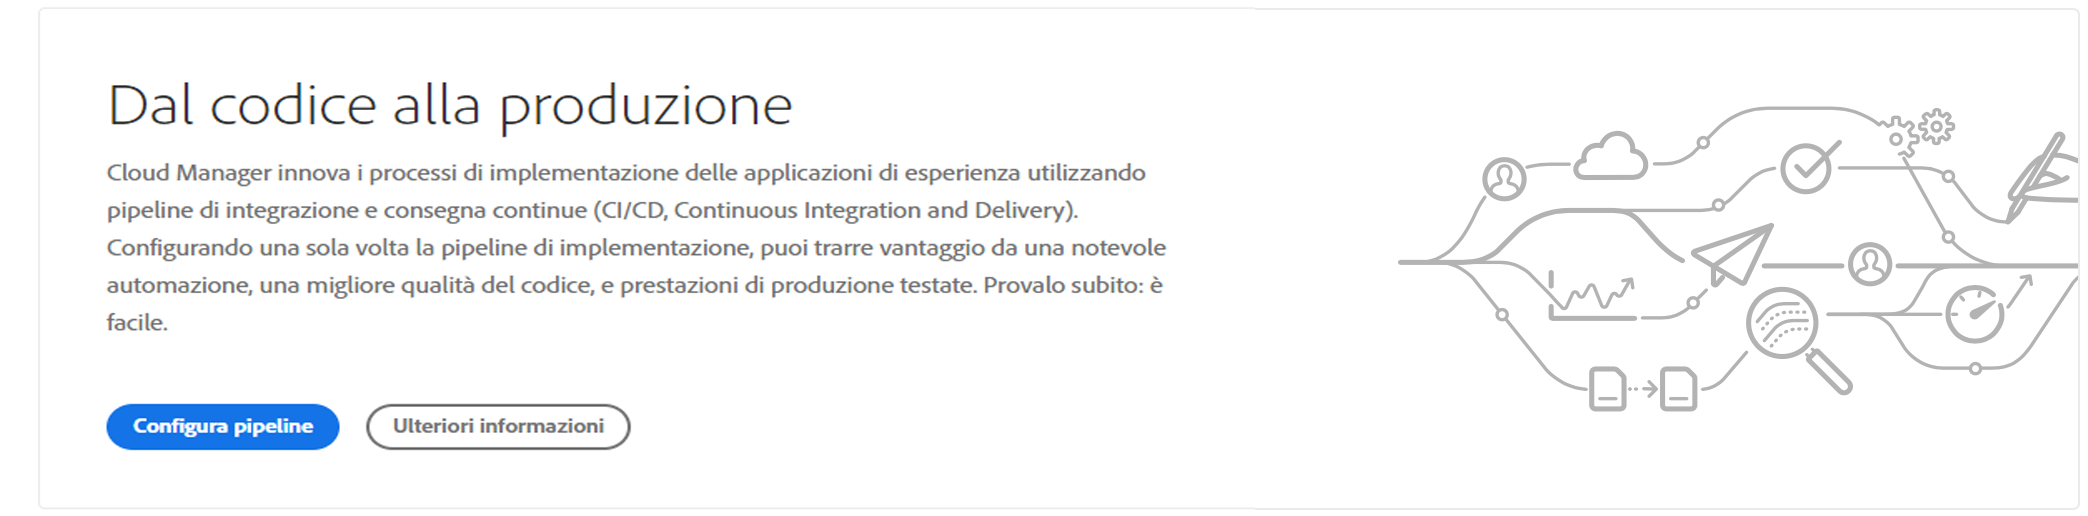 Dal codice alla produzione
Cloud Manager innova i processi di implementazione delle applicazioni di esperienza utilizzando
pipeline di integrazione e consegna continue (CI/CD, Continuous Integration and Delivery).
Configurando una sola volta la pipeline di implementazione, puoi trarre vantaggio da una notevole
automazione, una migliore qualità del codice, e prestazioni di produzione testate. Provalo subito: è
facile.
Configura pipeline
Ulteriori informazioni